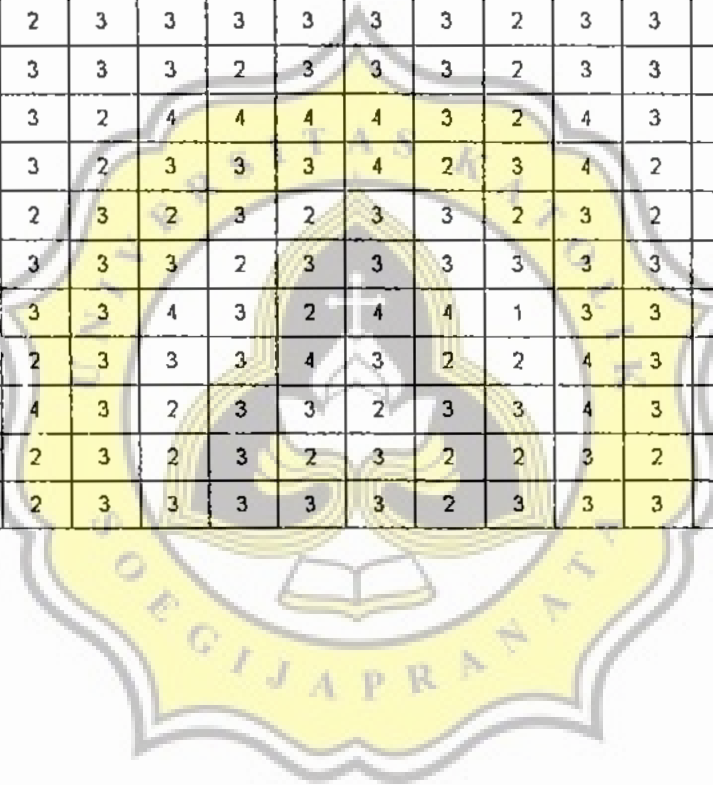 2 3 3 3 3 3 3 2 3 3
3 3 3 2 3 3 3 2 3 3
3 2 4 4 4 4 3 2 4 3
3 2 3 3 3 4 2 3 4 2
2 3 2 3 2 3 3 2 3 2
3 3 3 2 3 3 3 3 3 3
3 3 4 3 2 4 4 1 3 3
2 3 3 3 4 3 2 2 4 3
4 3 2 3 3 2 3 3 4 3
2 3 2 3 2 3 2 2 3 2
2 3 3 3 3 3 2 3 3 3
UNIVERSITAS KATOLIK
SOEGIJAPRANATA